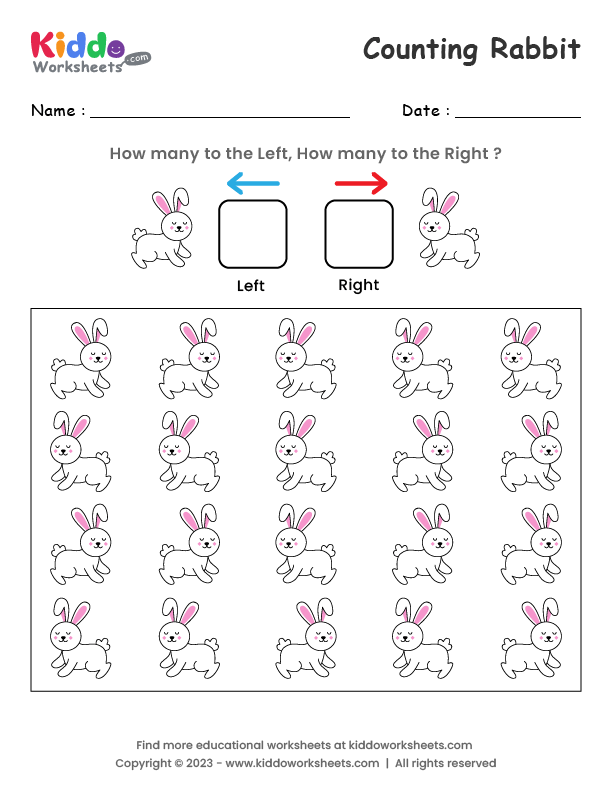 Kiddo
Worksheets.com
Counting Rabbit
Name : Date :
How many to the Left, How many to the Right ?
Left Right
Find more educational worksheets at kiddoworksheets.com
Copyright © 2023 - www.kiddoworksheets.com | All rights reserved